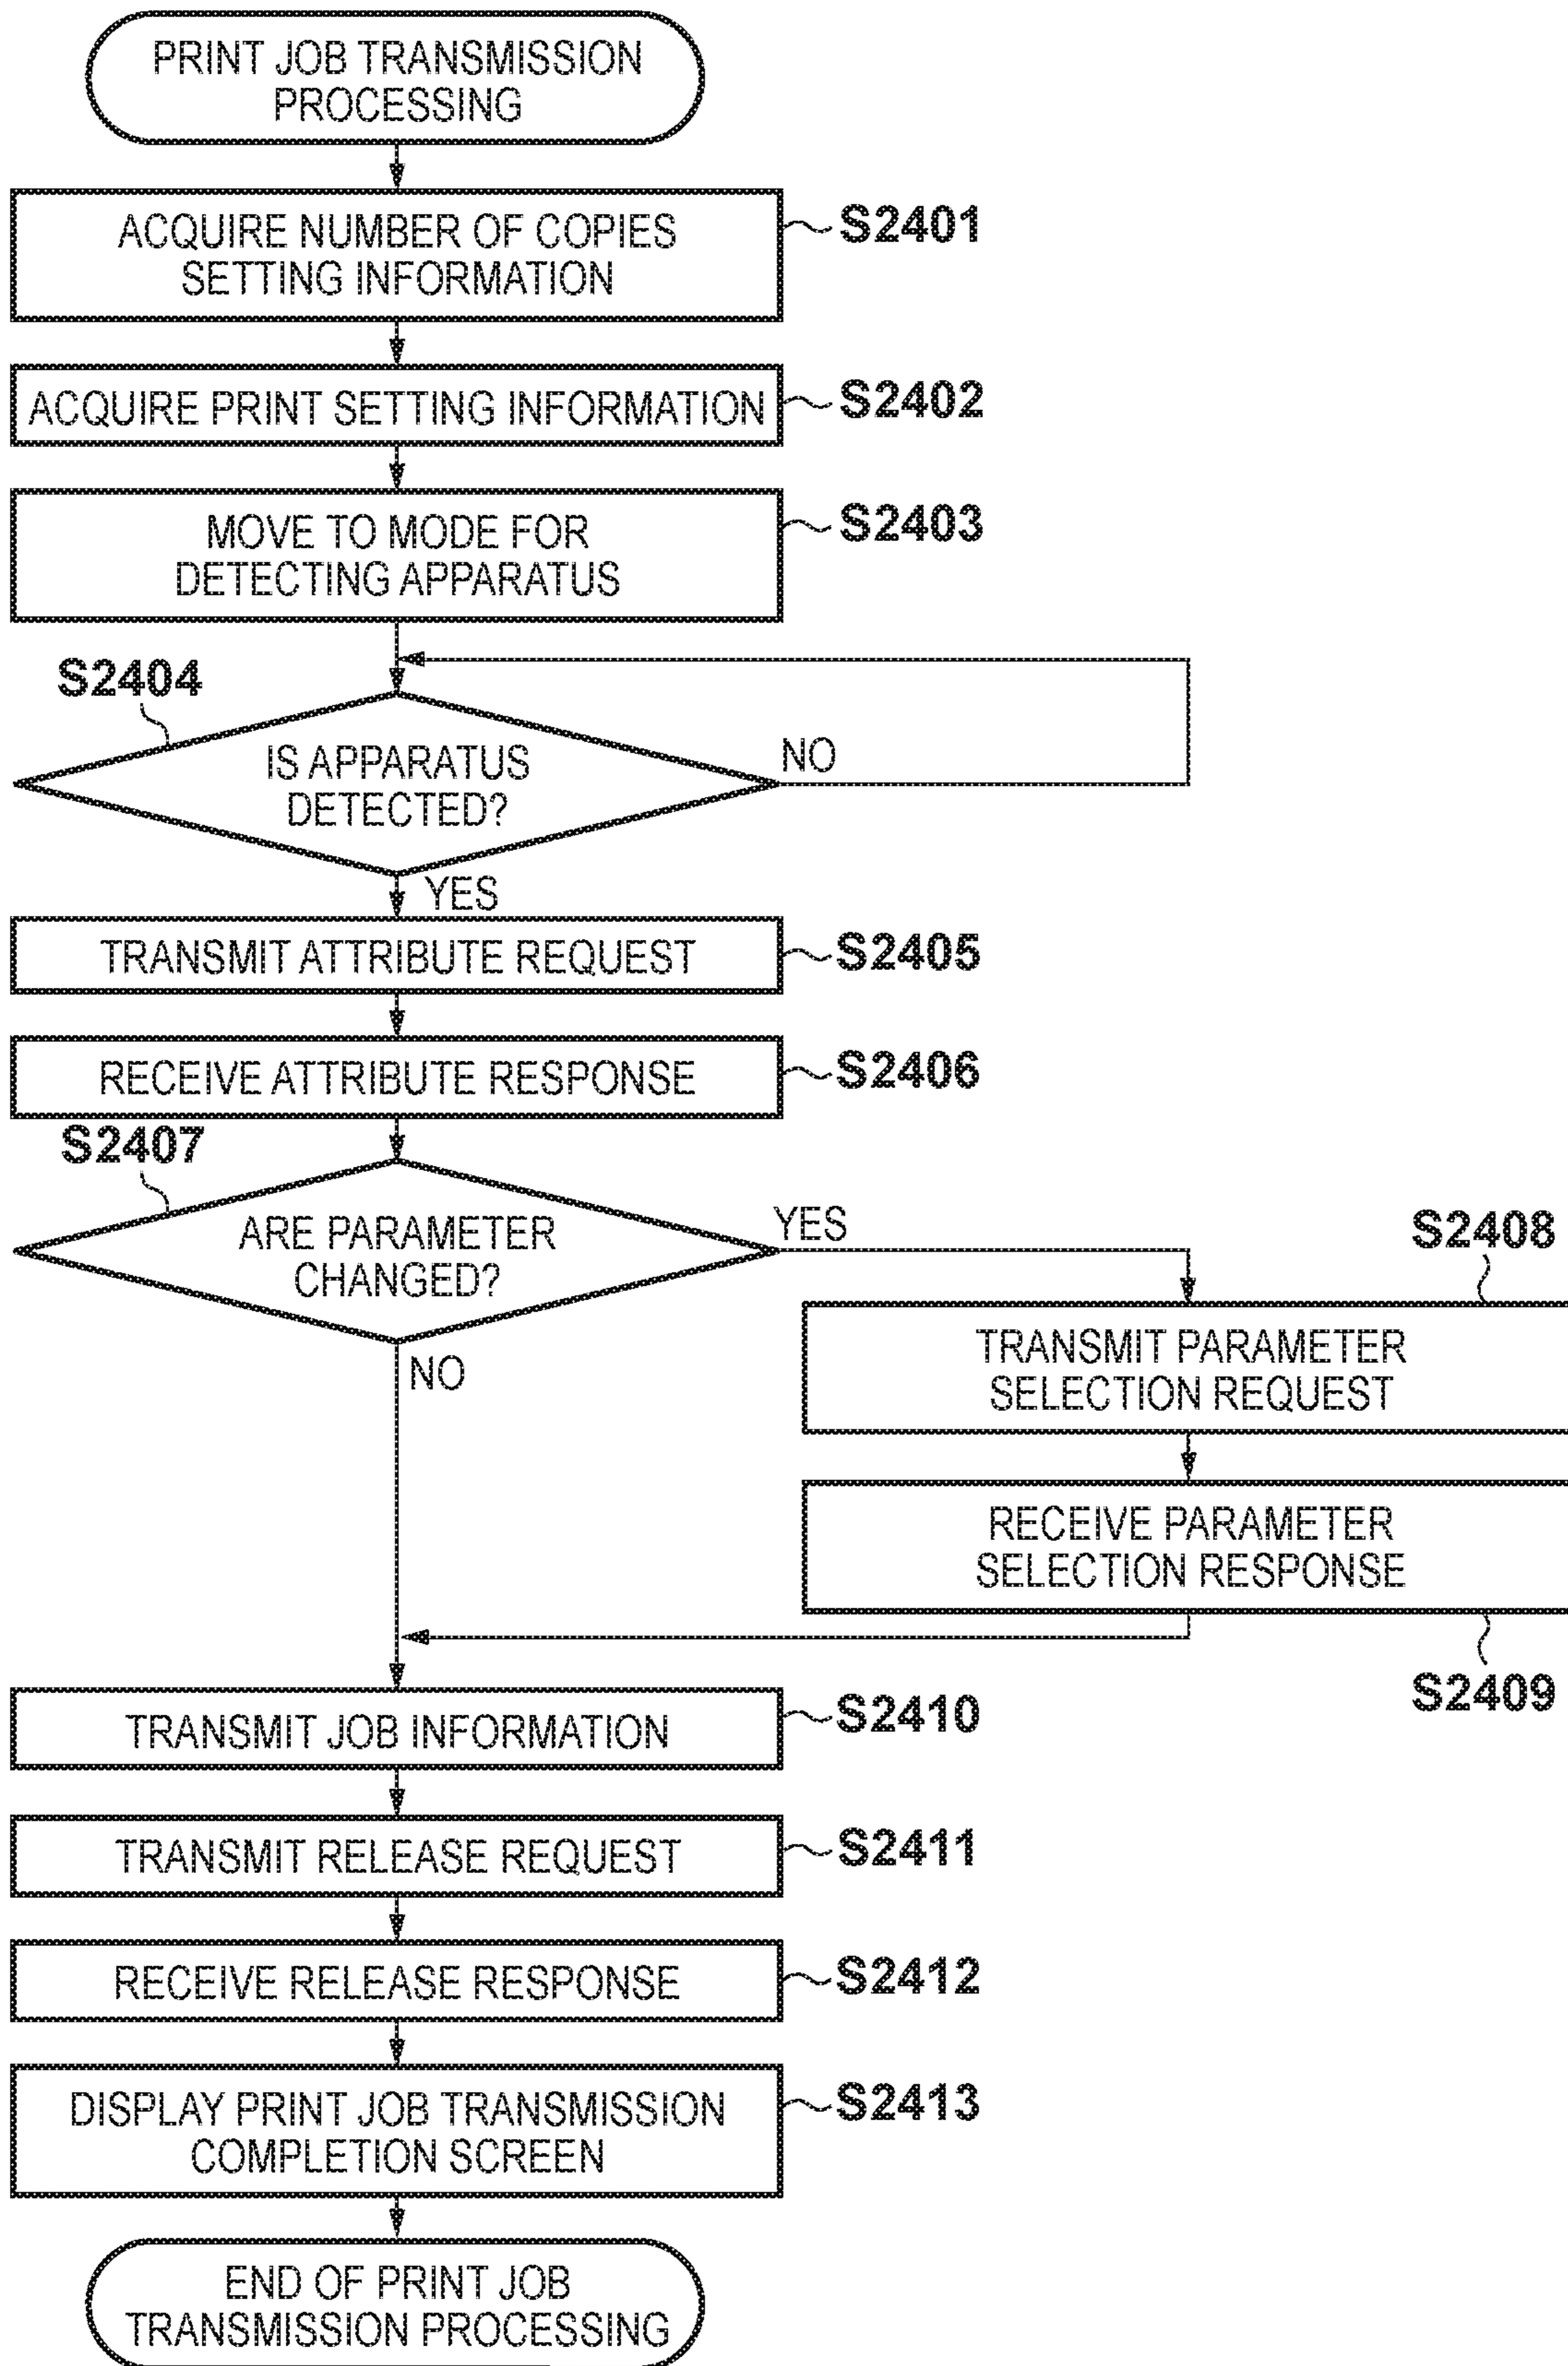 PRINT JOB TRANSMISSION
PROCESSING
ACQUIRE NUMBER OF COPIES
SETTING INFORMATION
S2401
ACQUIRE PRINT SETTING INFORMATION
S2402
MOVE TO MODE FOR
DETECTING APPARATUS
S2403
S2404
IS APPARATUS
DETECTED?
NO
YES
TRANSMIT ATTRIBUTE REQUEST
S2405
RECEIVE ATTRIBUTE RESPONSE
S2406
S2407
ARE PARAMETER
CHANGED?
YES
NO
S2408
TRANSMIT PARAMETER
SELECTION REQUEST
RECEIVE PARAMETER
SELECTION RESPONSE
S2409
TRANSMIT JOB INFORMATION
S2410
TRANSMIT RELEASE REQUEST
S2411
RECEIVE RELEASE RESPONSE
S2412
DISPLAY PRINT JOB TRANSMISSION
COMPLETION SCREEN
S2413
END OF PRINT JOB
TRANSMISSION PROCESSING